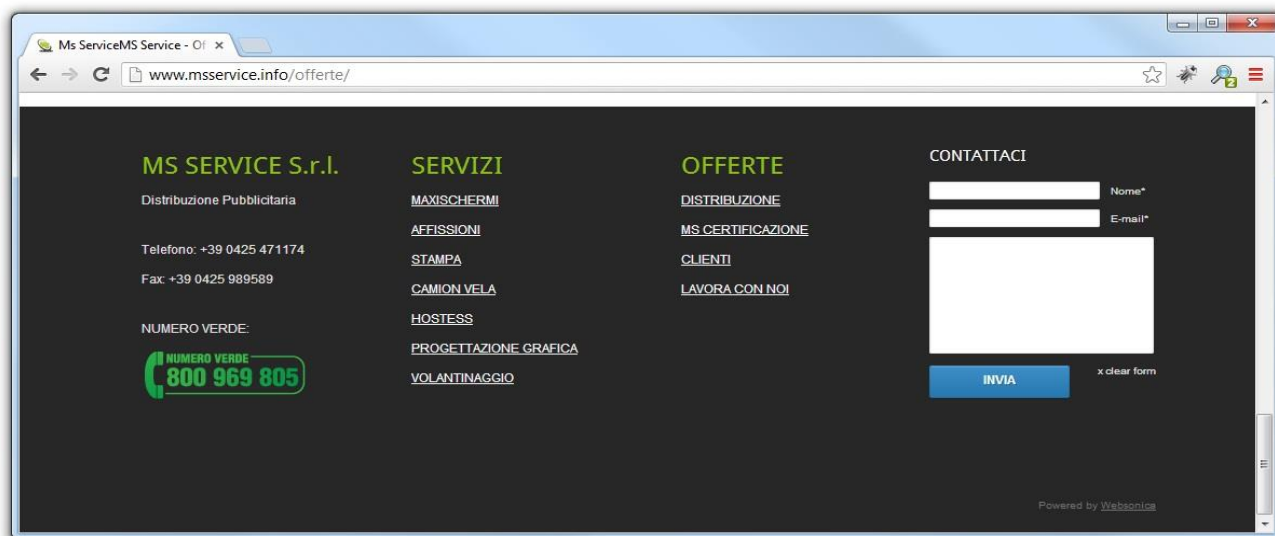 Ms ServiceMS Service - Of
www.msservice.info/offerte/
2
MS SERVICE S.r.l.
Distribuzione Pubblicitaria
Telefono: +39 0425 471174
Fax: +39 0425 989589
NUMERO VERDE:
NUMERO VERDE
800 969 805
SERVIZI
MAXISCHERMI
AFFISSIONI
STAMPA
CAMION VELA
HOSTESS
PROGETTAZIONE GRAFICA
VOLANTINAGGIO
OFFERTE
DISTRIBUZIONE
MS CERTIFICAZIONE
CLIENTI
LAVORA CON NOI
CONTATTACI
Nome*
E-mail*
INVIA
x clear form
Powered by Websonica